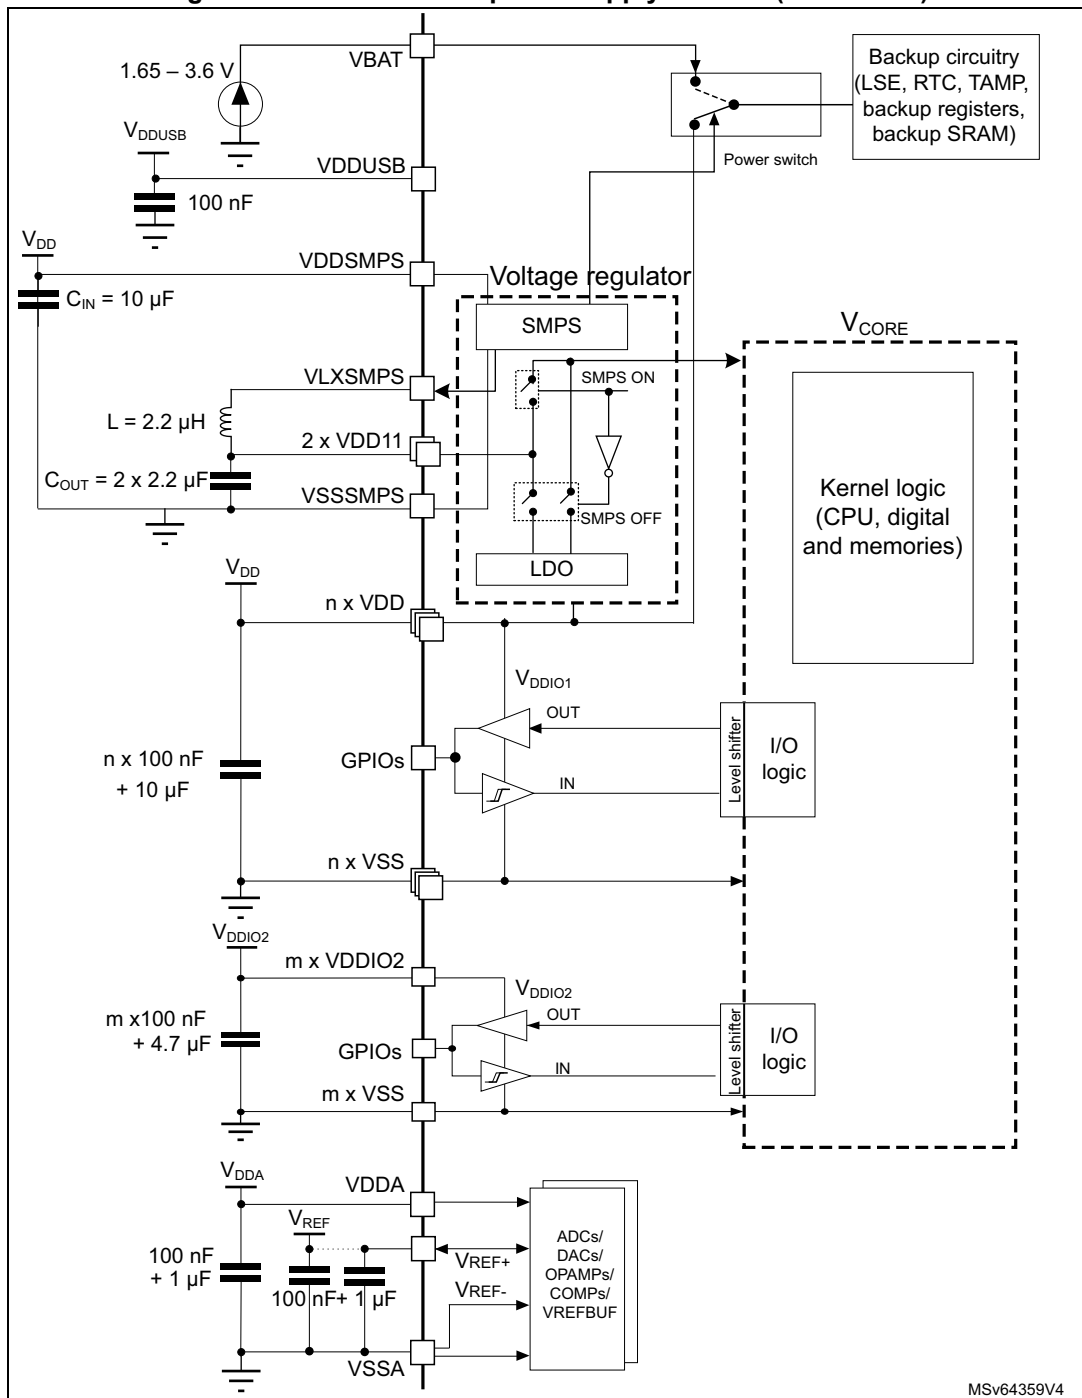 VBAT
1.65 – 3.6 V
Backup circuitry
(LSE, RTC, TAMP,
backup registers,
backup SRAM)
Power switch
VDDUSB
VDDUSB
100 nF
VDD
VDDSMPS
CIN = 10 µF
Voltage regulator
SMPS
VCORE
VLXSMPS
SMPS ON
L = 2.2 µH
2 x VDD11
COUT = 2 x 2.2 µF
VSSSMPS
SMPS OFF
LDO
Kernel logic
(CPU, digital
and memories)
VDD
n x VDD
VDDIO1
OUT
GPIOs
n x 100 nF
+ 10 µF
IN
Level shifter
I/O
logic
n x VSS
VDDIO2
m x VDDIO2
VDDIO2
OUT
m x100 nF
+ 4.7 µF
GPIOs
IN
Level shifter
I/O
logic
m x VSS
VDDA
VDDA
VREF
100 nF
+ 1 µF
100 nF+ 1 µF
VREF+
VREF-
ADCs/
DACs/
OPAMPs/
COMPs/
VREFBUF
VSSA
MSv64359V4